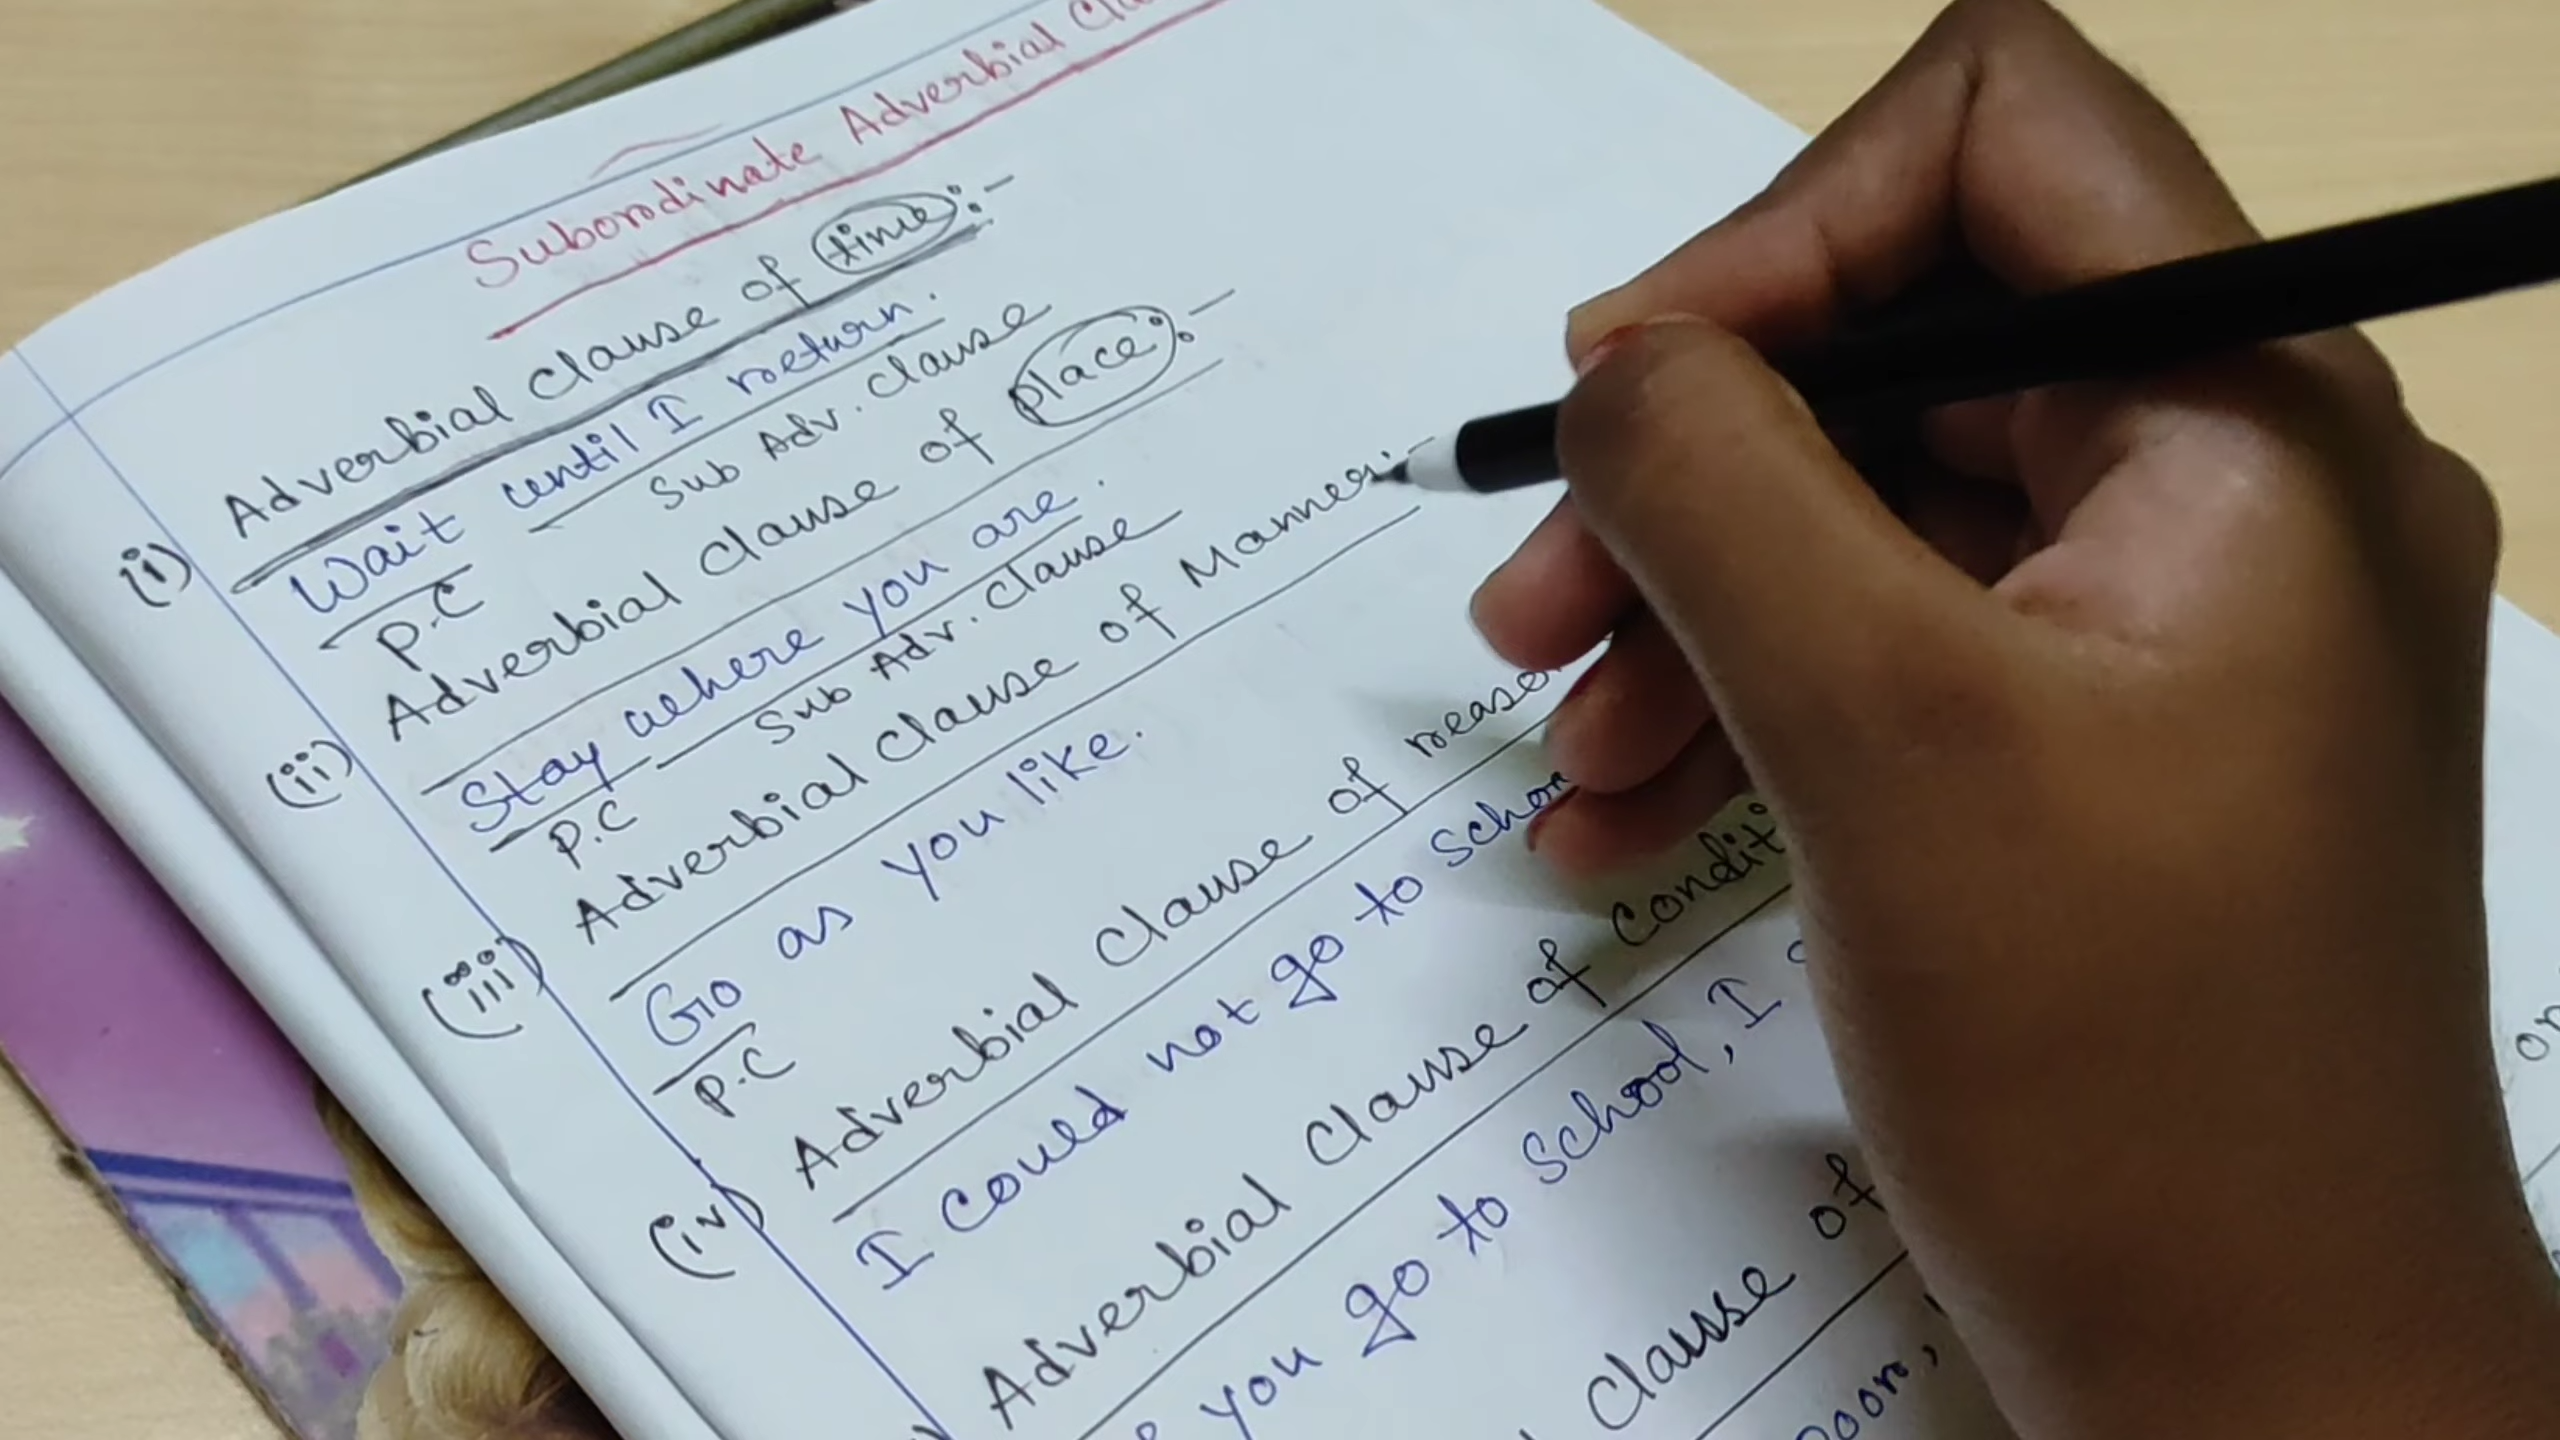 Subordinate Adverbial
(i) Adverbial Clause of time:-
Wait until I return.
P.C Sub Adv. Clause
(ii) Adverbial Clause of place:-
Stay where you are.
P.C Sub Adv. Clause
(iii) Adverbial Clause of Manner:-
Go as you like.
P.C
(iv) Adverbial Clause of reason
I could not go to
Adverbial Clause of Conditi
you go to School, I
Clause of